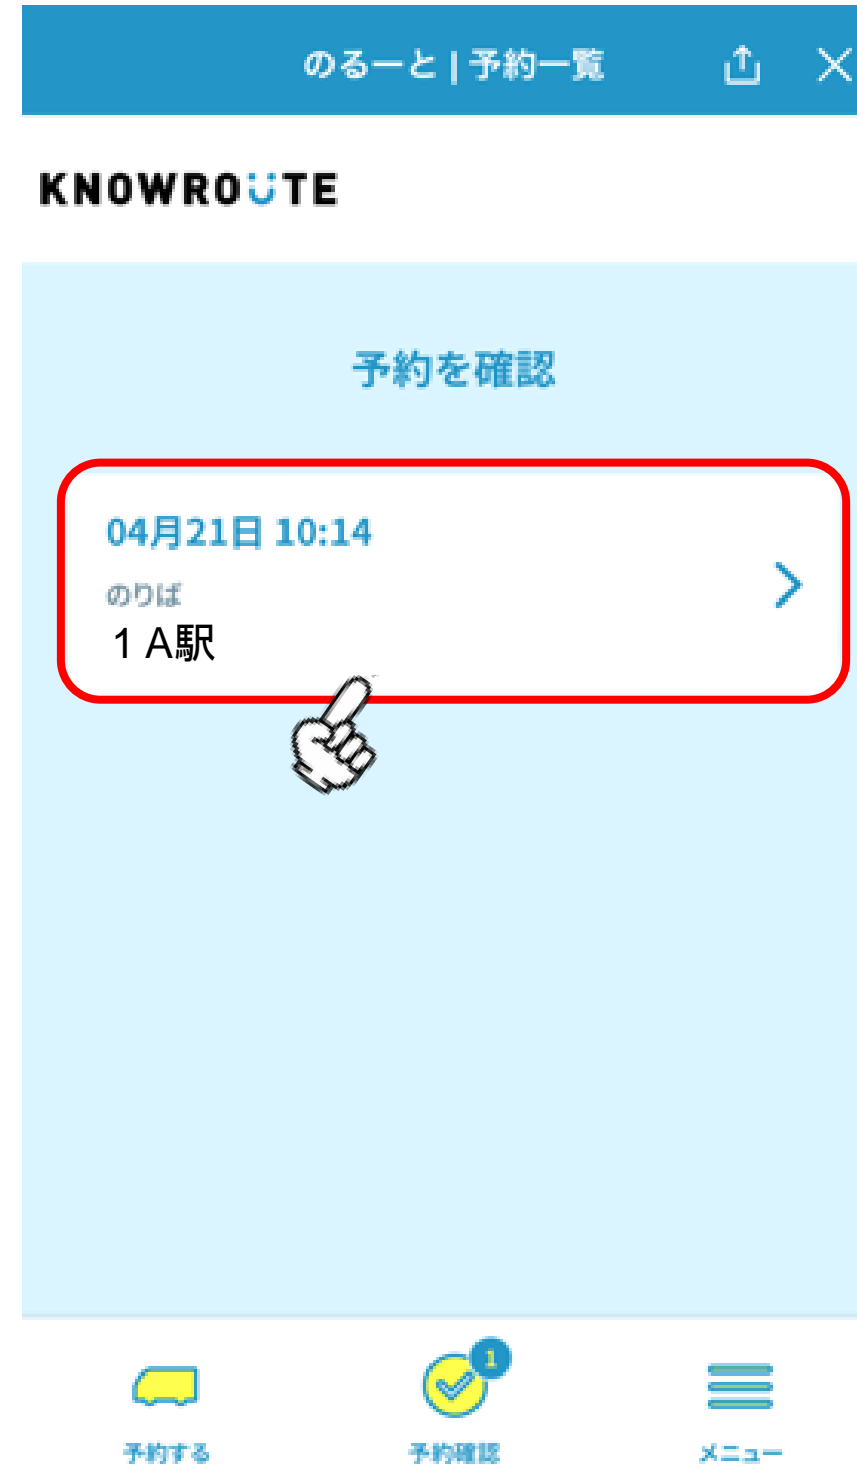 のるーと | 予約一覧
KNOWROUTE
予約を確認
04月21日 10:14
のりば
１ A駅
1
予約する
予約確認
メニュー